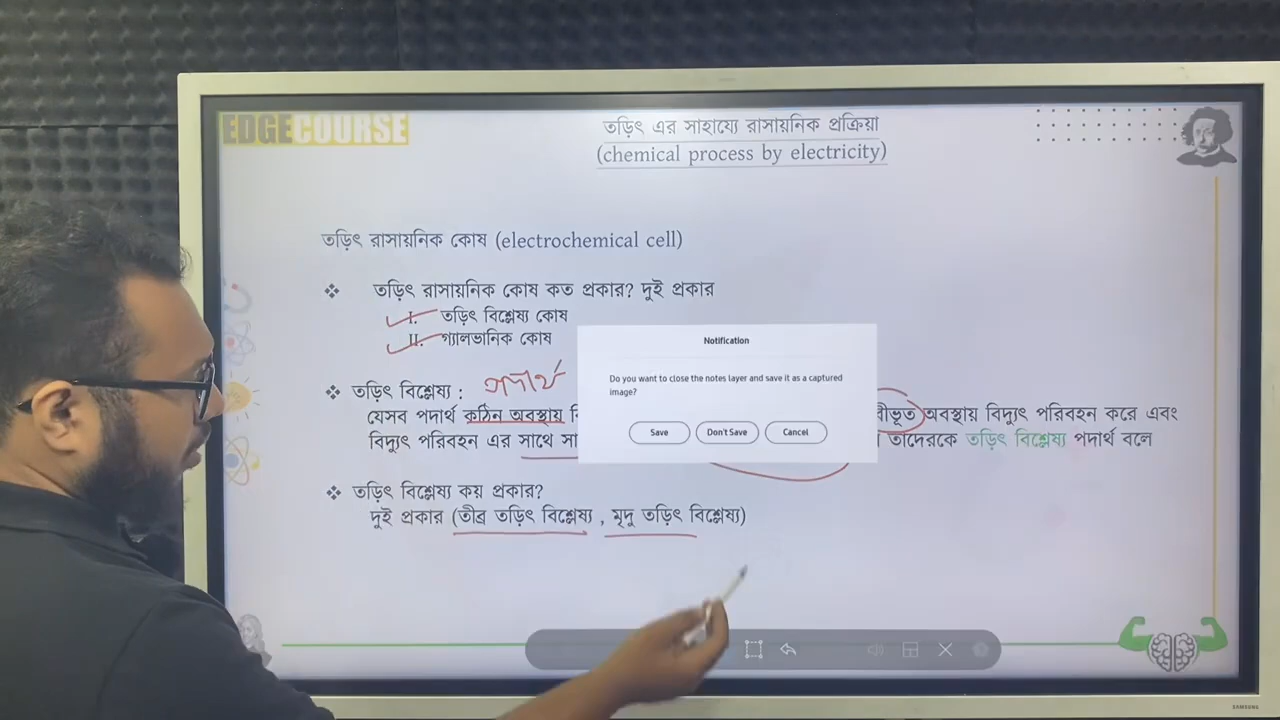 EDGECOURSE
তড়িৎ এর সাহায্যে রাসায়নিক প্রক্রিয়া
(chemical process by electricity)
তড়িৎ রাসায়নিক কোষ (electrochemical cell)
❖ তড়িৎ রাসায়নিক কোষ কত প্রকার? দুই প্রকার
I. তড়িৎ বিশ্লেষ্য কোষ
II. গ্যালভানিক কোষ
❖ তড়িৎ বিশ্লেষ্য : পদার্থ
যেসব পদার্থ কঠিন অবস্থায় অবস্থায় বিদ্যুৎ পরিবহন করে এবং
বিদ্যুৎ পরিবহন এর সাথে তাদেরকে তড়িৎ বিশ্লেষ্য পদার্থ বলে
❖ তড়িৎ বিশ্লেষ্য কয় প্রকার?
দুই প্রকার (তীব্র তড়িৎ বিশ্লেষ্য , মৃদু তড়িৎ বিশ্লেষ্য)
Notification
Do you want to close the notes layer and save it as a captured
image?
Save Don't Save Cancel
SAMSUNG